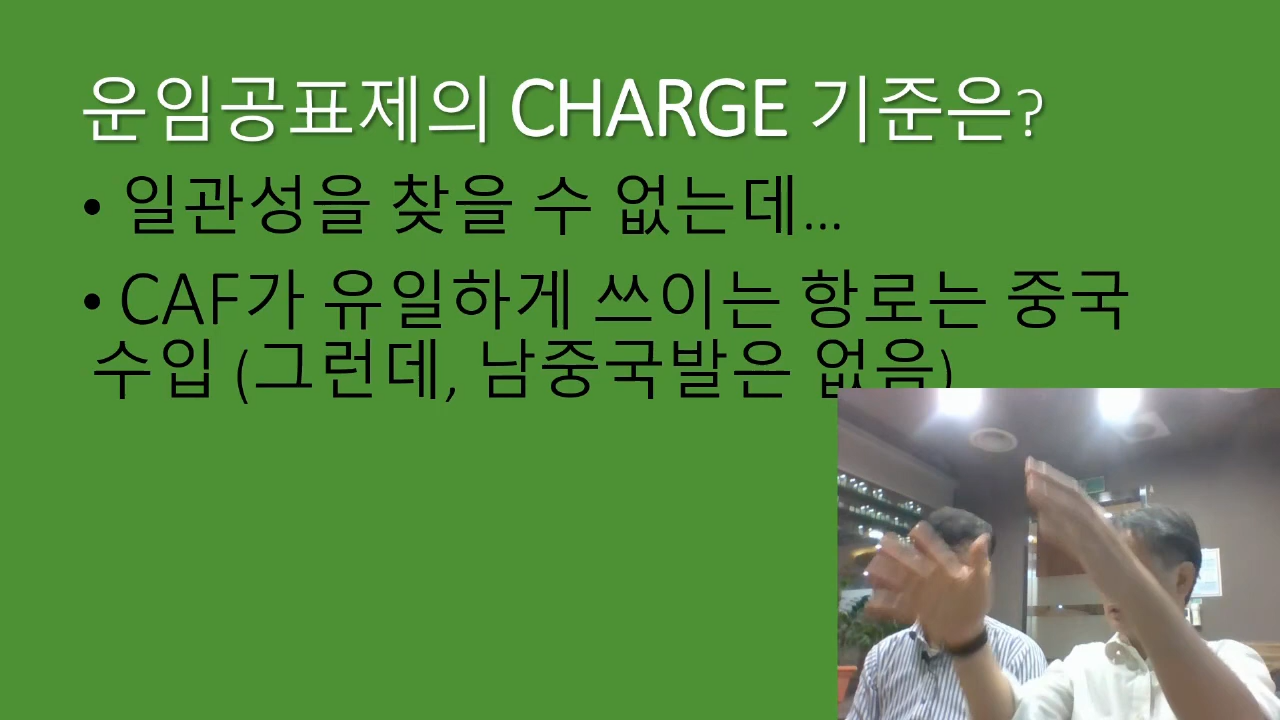 운임공표제의 CHARGE 기준은?
• 일관성을 찾을 수 없는데...
• CAF가 유일하게 쓰이는 항로는 중국
수입 (그런데, 남중국발은 없음)